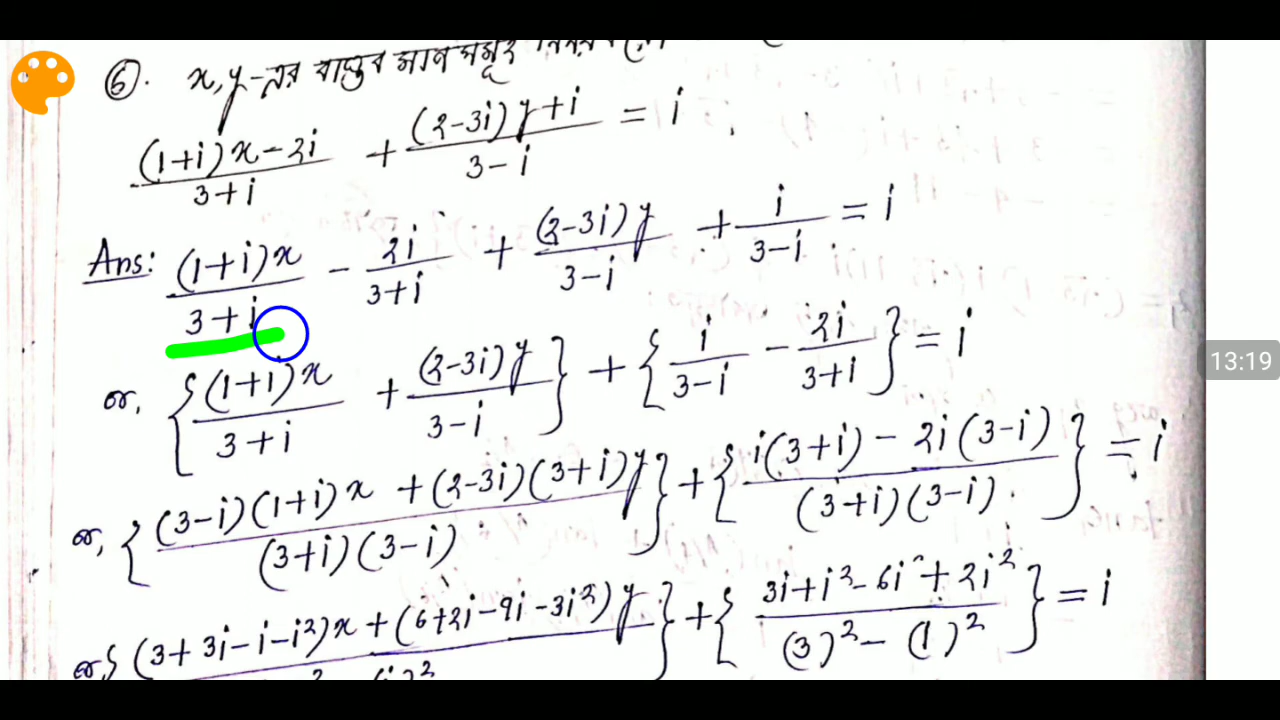 ⑥. x, y-এর বাস্তব মান সমূহ
((1+i)x-2i)/(3+i) + ((2-3i)y+i)/(3-i) = i
Ans: (1+i)x/(3+i) - 2i/(3+i) + (2-3i)y/(3-i) + i/(3-i) = i
or, {(1+i)x/(3+i) + (2-3i)y/(3-i)} + {i/(3-i) - 2i/(3+i)} = i
or, {((3-i)(1+i)x + (2-3i)(3+i)y)/((3+i)(3-i))} + {(i(3+i) - 2i(3-i))/((3+i)(3-i))} = i
or, {(3+3i-i-i²)x + (6+2i-9i-3i²)y} + {(3i+i²-6i+2i²)/((3)²-(i)²)} = i
13:19